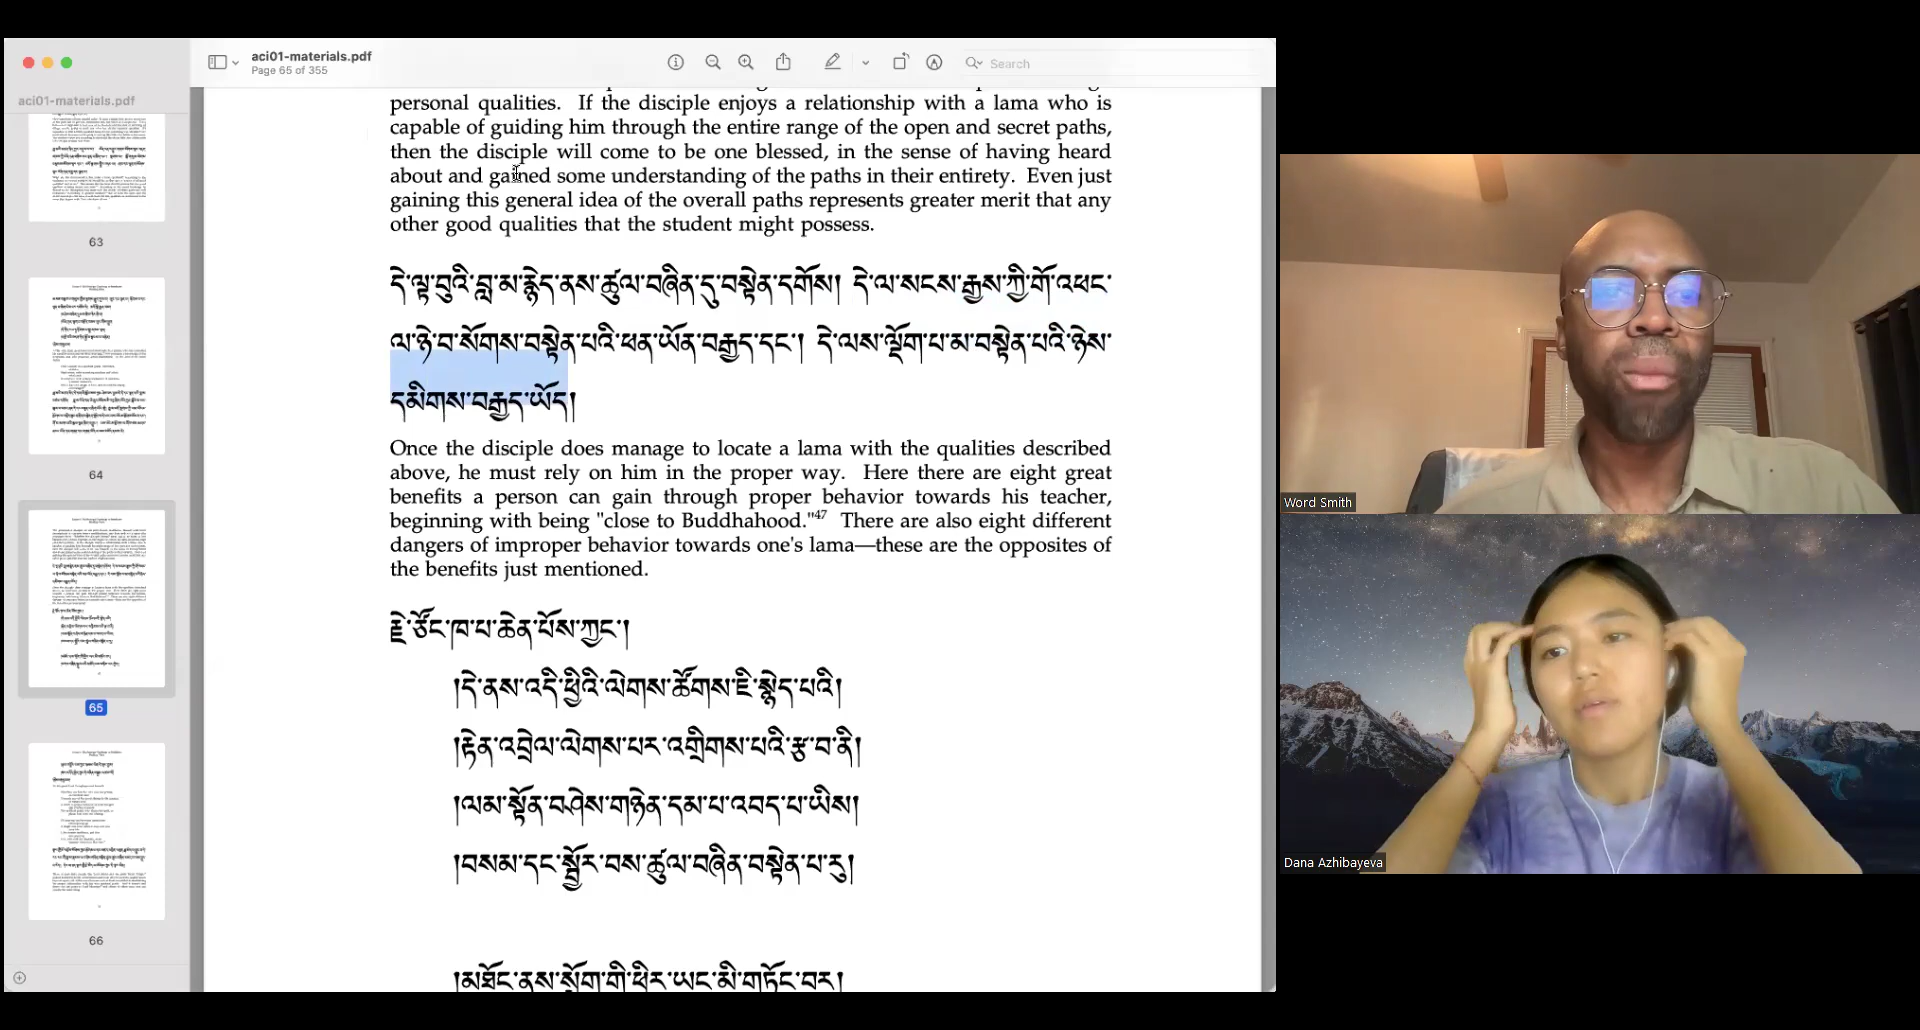 aci01-materials.pdf
Page 65 of 355
Search
aci01-materials.pdf
63
64
65
66
personal qualities. If the disciple enjoys a relationship with a lama who is
capable of guiding him through the entire range of the open and secret paths,
then the disciple will come to be one blessed, in the sense of having heard
about and gained some understanding of the paths in their entirety. Even just
gaining this general idea of the overall paths represents greater merit that any
other good qualities that the student might possess.
དེ་ལྟ་བུའི་བླ་མ་རྙེད་ནས་ཚུལ་བཞིན་དུ་བསྟེན་དགོས། དེ་ལ་སངས་རྒྱས་ཀྱི་གོ་འཕང་
ལ་ཉེ་བ་སོགས་བསྟེན་པའི་ཕན་ཡོན་བརྒྱད་དང་། དེ་ལས་ལྡོག་པ་མ་བསྟེན་པའི་ཉེས་
དམིགས་བརྒྱད་ཡོད།
Once the disciple does manage to locate a lama with the qualities described
above, he must rely on him in the proper way. Here there are eight great
benefits a person can gain through proper behavior towards his teacher,
beginning with being "close to Buddhahood."47 There are also eight different
dangers of improper behavior towards one's lama—these are the opposites of
the benefits just mentioned.
རྗེ་ཙོང་ཁ་པ་ཆེན་པོས་ཀྱང་།
།དེ་ནས་འདི་ཕྱིའི་ལེགས་ཚོགས་ཇི་སྙེད་པའི།
།རྟེན་འབྲེལ་ལེགས་པར་འགྲིགས་པའི་རྩ་བ་ནི།
།ལམ་སྟོན་བཤེས་གཉེན་དམ་པ་འབད་པ་ཡིས།
།བསམ་དང་སྦྱོར་བས་ཚུལ་བཞིན་བསྟེན་པ་རུ།
།མཐོང་ནས་སྲོག་གི་ཕྱིར་ཡང་མི་གཏོང་བར།
Word Smith
Dana Azhibayeva